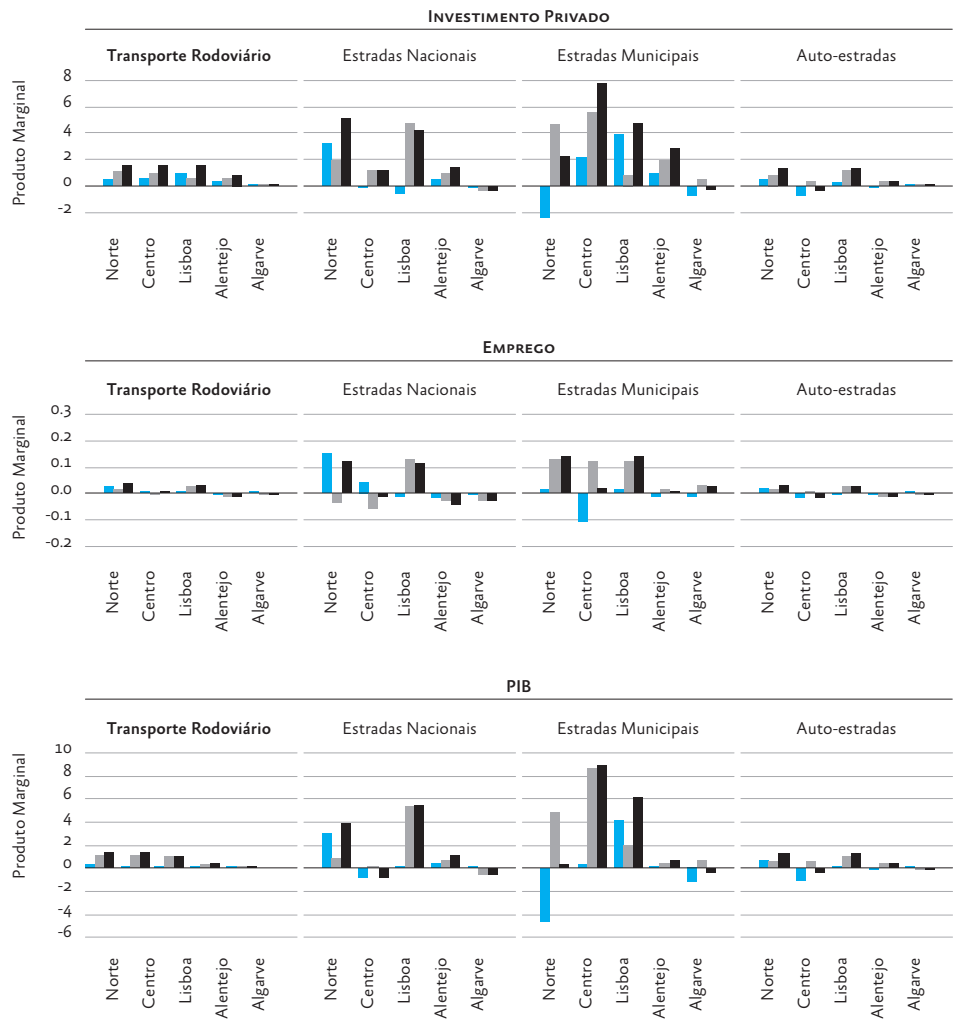 Investimento Privado
Transporte Rodoviário Estradas Nacionais Estradas Municipais Auto-estradas
Produto Marginal
8
6
4
2
0
-2
Norte Centro Lisboa Alentejo Algarve Norte Centro Lisboa Alentejo Algarve Norte Centro Lisboa Alentejo Algarve Norte Centro Lisboa Alentejo Algarve
Emprego
Transporte Rodoviário Estradas Nacionais Estradas Municipais Auto-estradas
Produto Marginal
0.3
0.2
0.1
0.0
-0.1
-0.2
Norte Centro Lisboa Alentejo Algarve Norte Centro Lisboa Alentejo Algarve Norte Centro Lisboa Alentejo Algarve Norte Centro Lisboa Alentejo Algarve
PIB
Transporte Rodoviário Estradas Nacionais Estradas Municipais Auto-estradas
Produto Marginal
10
8
6
4
2
0
-2
-4
-6
Norte Centro Lisboa Alentejo Algarve Norte Centro Lisboa Alentejo Algarve Norte Centro Lisboa Alentejo Algarve Norte Centro Lisboa Alentejo Algarve